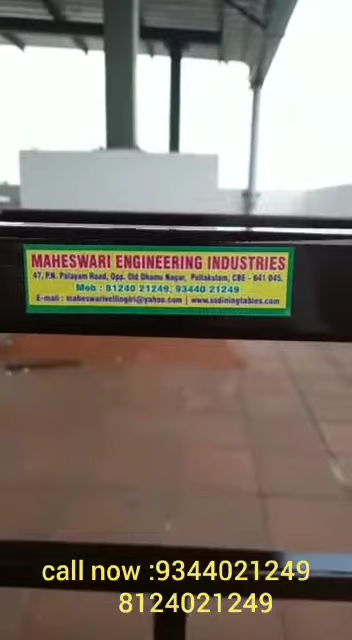 MAHESWARI ENGINEERING INDUSTRIES
47, P.N. Palayam Road, Opp. Old Dhamu Nagar, Puliakulam, CBE - 641 045.
Mob : 81240 21249, 93440 21249
E-mail : maheswarivellingiri@yahoo.com | www.ssdiningtables.com
call now :9344021249
8124021249